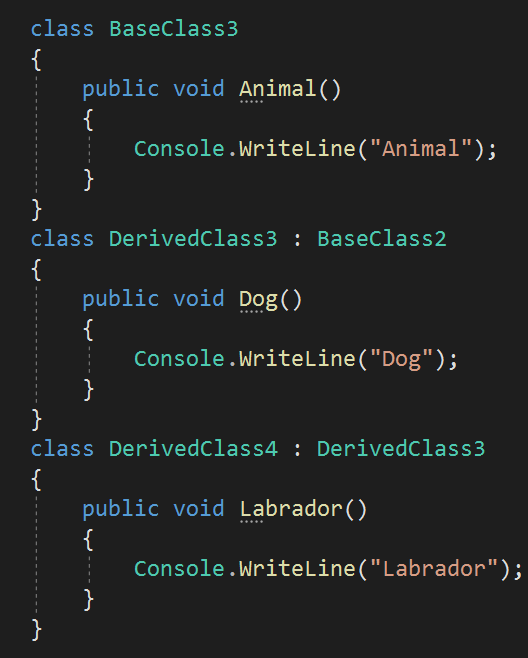 class BaseClass3
{
    public void Animal()
    {
        Console.WriteLine("Animal");
    }
}
class DerivedClass3 : BaseClass2
{
    public void Dog()
    {
        Console.WriteLine("Dog");
    }
}
class DerivedClass4 : DerivedClass3
{
    public void Labrador()
    {
        Console.WriteLine("Labrador");
    }
}